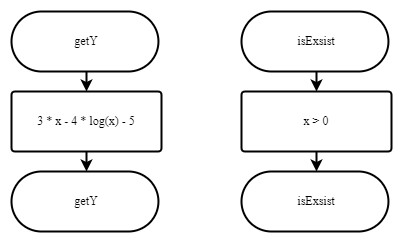 getY
3 * x - 4 * log(x) - 5
getY
isExsist
x > 0
isExsist